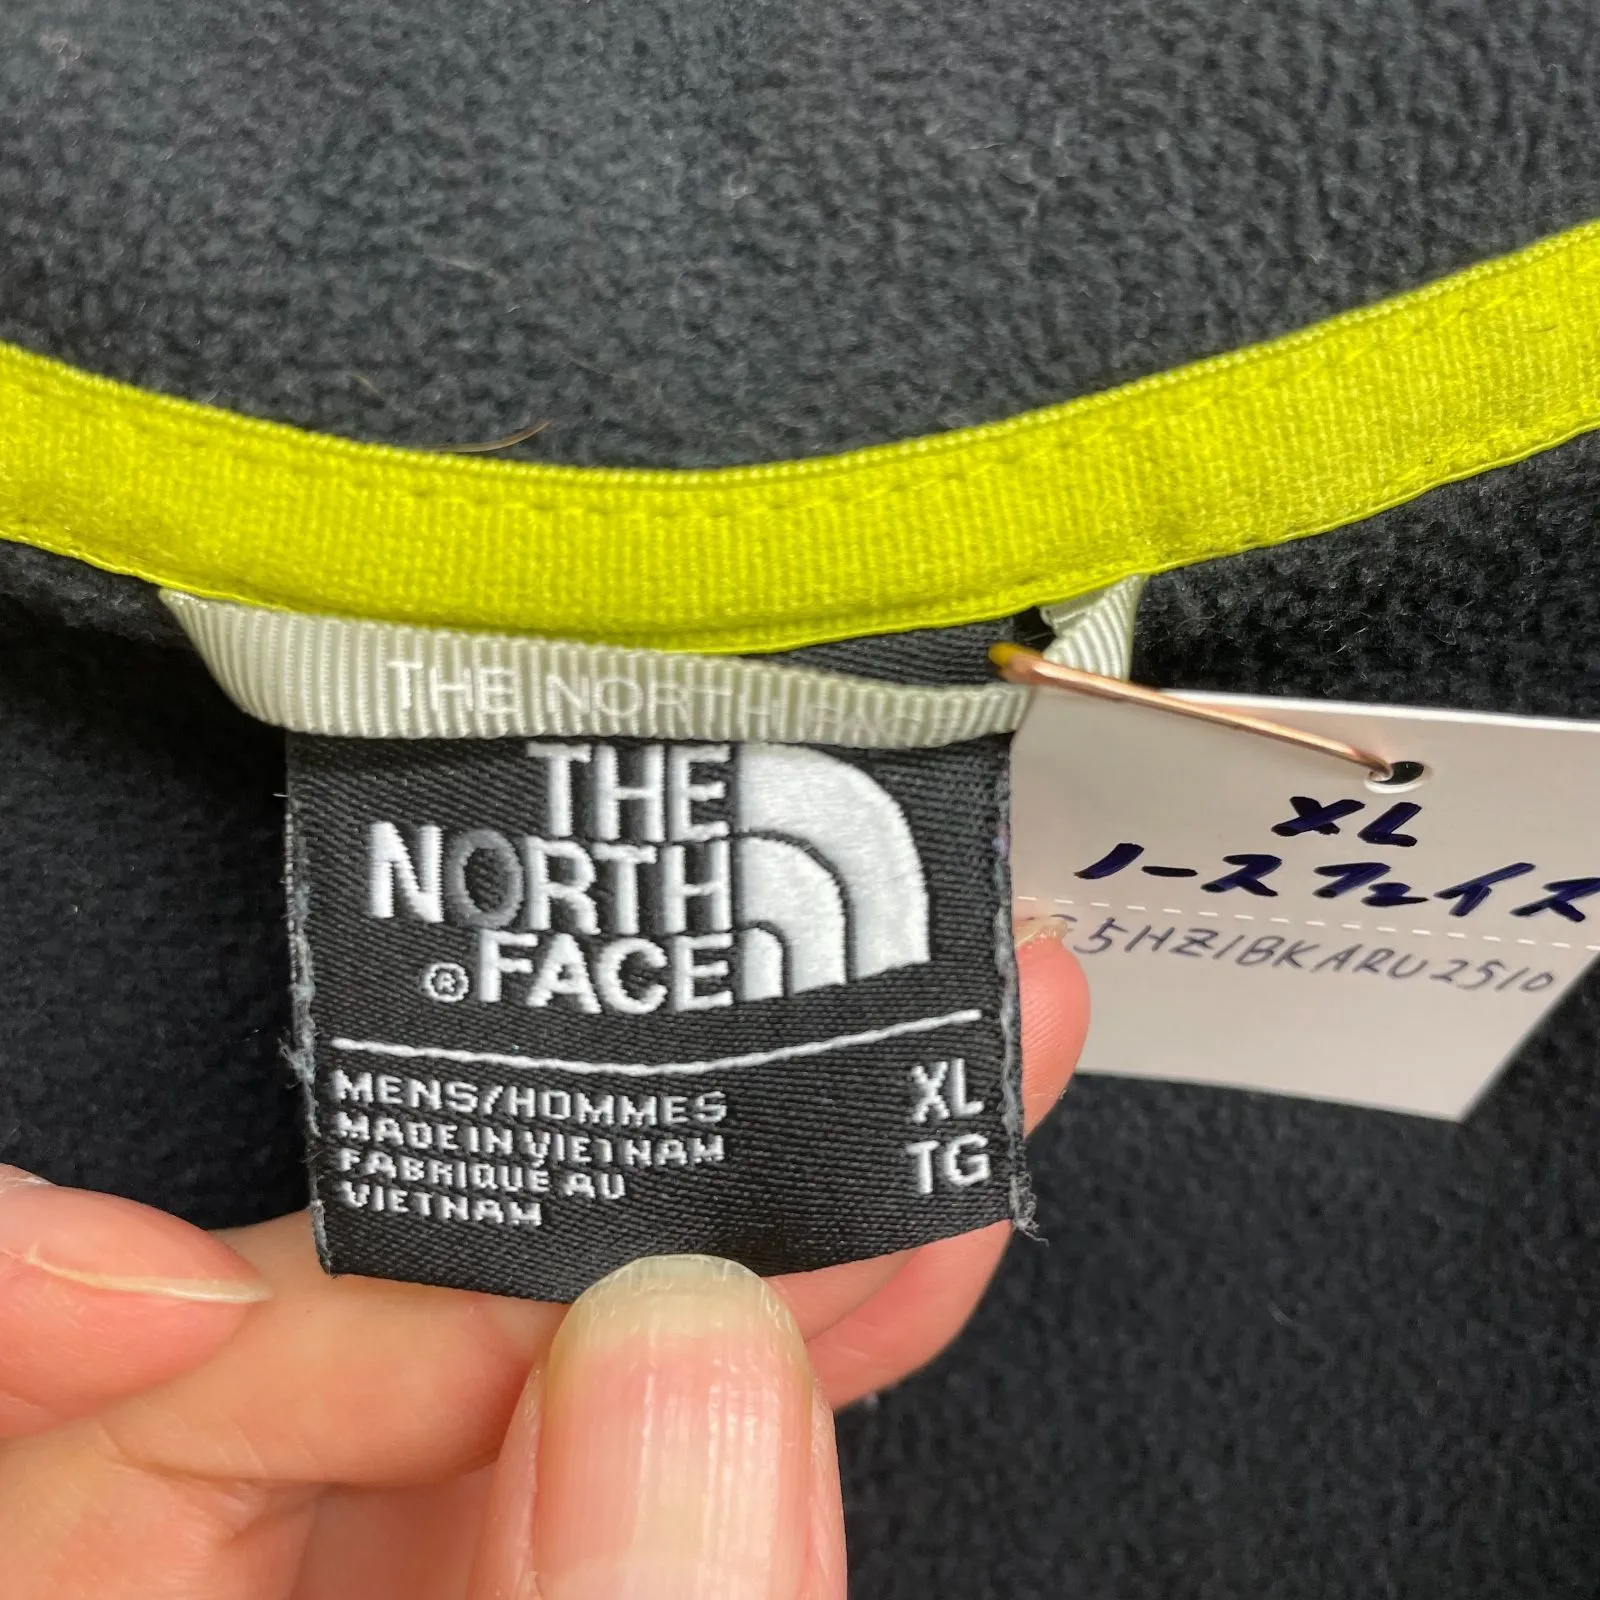 THE NORTH FACE
THE
NORTH
FACE
®
MENS/HOMMES
MADE IN VIETNAM
FABRIQUÉ AU
VIETNAM
XL
TG
XL
ノースフェイス
5HZ1BKARU2510